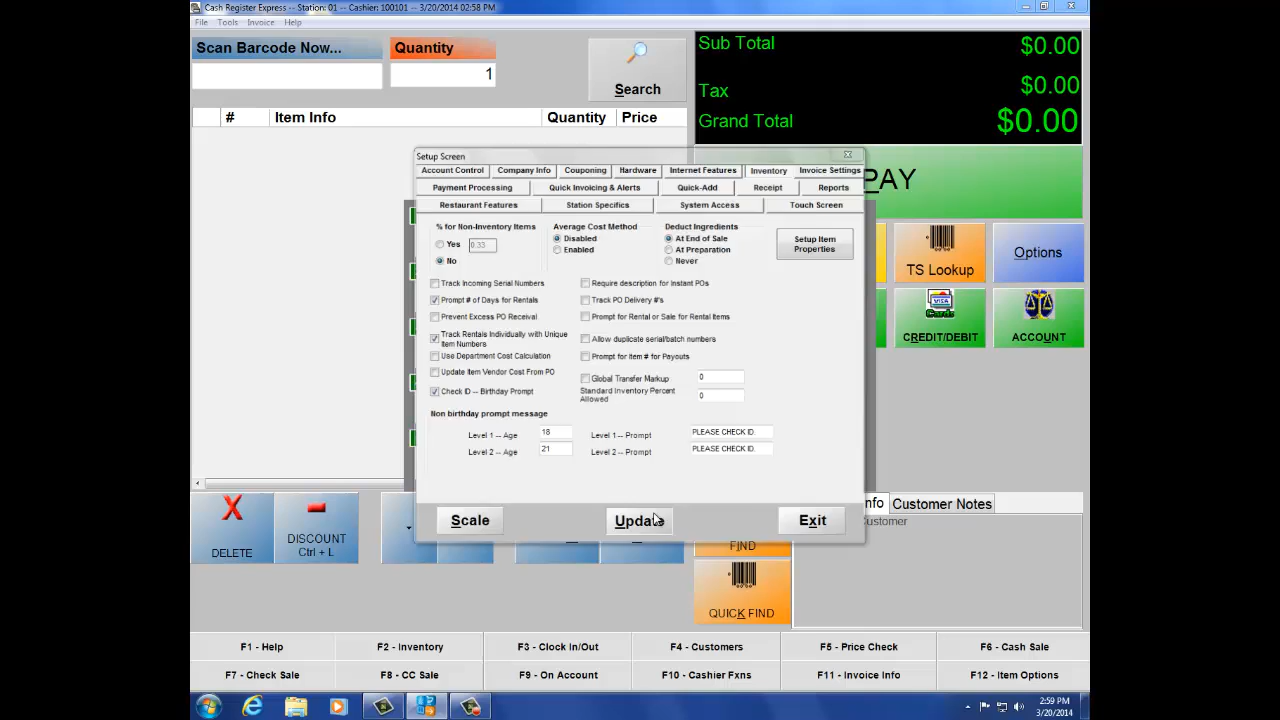 Cash Register Express -- Station: 01 -- Cashier: 100101 -- 3/20/2014 02:58 PM
File Tools Invoice Help
Scan Barcode Now...
Quantity
1
Search
Sub Total $0.00
Tax $0.00
Grand Total $0.00
# Item Info Quantity Price
PAY
Setup Screen
Account Control Company Info Couponing Hardware Internet Features Inventory Invoice Settings
Payment Processing Quick Invoicing & Alerts Quick-Add Receipt Reports
Restaurant Features Station Specifics System Access Touch Screen
% for Non-Inventory Items
Yes 0.33
No
Average Cost Method
Disabled
Enabled
Deduct Ingredients
At End of Sale
At Preparation
Never
Setup Item
Properties
Track Incoming Serial Numbers
Prompt # of Days for Rentals
Prevent Excess PO Receival
Track Rentals Individually with Unique
Item Numbers
Use Department Cost Calculation
Update Item Vendor Cost From PO
Check ID -- Birthday Prompt
Require description for Instant POs
Track PO Delivery #'s
Prompt for Rental or Sale for Rental Items
Allow duplicate serial/batch numbers
Prompt for item # for Payouts
Global Transfer Markup 0
Standard Inventory Percent
Allowed 0
Non birthday prompt message
Level 1 -- Age 18 Level 1 -- Prompt PLEASE CHECK ID.
Level 2 -- Age 21 Level 2 -- Prompt PLEASE CHECK ID.
Scale Update Exit
TS Lookup
Options
Cards
VISA
CREDIT/DEBIT
ACCOUNT
nfo Customer Notes
Customer
X
DELETE
DISCOUNT
Ctrl + L
FIND
QUICK FIND
F1 - Help F2 - Inventory F3 - Clock In/Out F4 - Customers F5 - Price Check F6 - Cash Sale
F7 - Check Sale F8 - CC Sale F9 - On Account F10 - Cashier Fxns F11 - Invoice Info F12 - Item Options
2:59 PM
3/20/2014